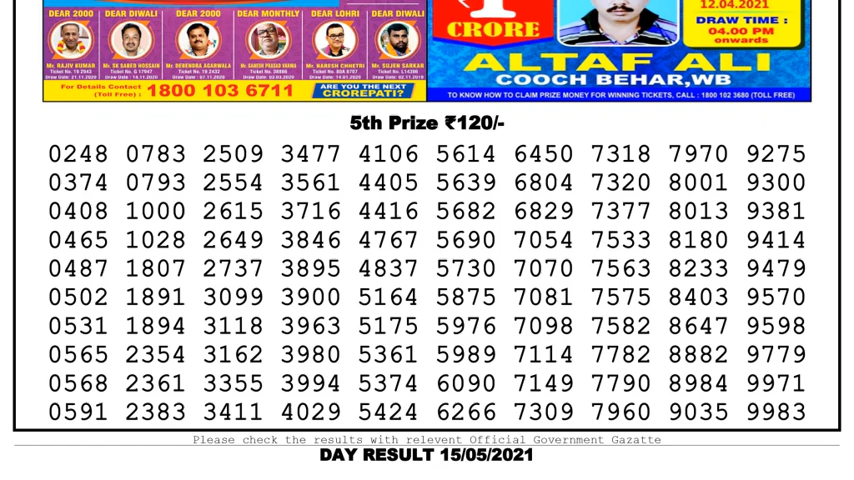 12.04.2021
DRAW TIME :
04.00 PM
onwards
CRORE
ALTAF ALI
COOCH BEHAR,WB
TO KNOW HOW TO CLAIM PRIZE MONEY FOR WINNING TICKETS, CALL : 1800 102 3680 (TOLL FREE)
DEAR 2000 DEAR DIWALI DEAR 2000 DEAR MONTHLY DEAR LOHRI DEAR DIWALI
Mr. RAJIV KUMAR Mr. SK SABED HOSSAIN Mr. DEVENDRA AGARWALA Mr. NARESH CHHETRI Mr. SUJEN SARKAR
For Details Contact
(Toll Free) : 1800 103 6711
ARE YOU THE NEXT
CROREPATI?
5th Prize ₹120/-
0248 0783 2509 3477 4106 5614 6450 7318 7970 9275
0374 0793 2554 3561 4405 5639 6804 7320 8001 9300
0408 1000 2615 3716 4416 5682 6829 7377 8013 9381
0465 1028 2649 3846 4767 5690 7054 7533 8180 9414
0487 1807 2737 3895 4837 5730 7070 7563 8233 9479
0502 1891 3099 3900 5164 5875 7081 7575 8403 9570
0531 1894 3118 3963 5175 5976 7098 7582 8647 9598
0565 2354 3162 3980 5361 5989 7114 7782 8882 9779
0568 2361 3355 3994 5374 6090 7149 7790 8984 9971
0591 2383 3411 4029 5424 6266 7309 7960 9035 9983
Please check the results with relevent Official Government Gazatte
DAY RESULT 15/05/2021